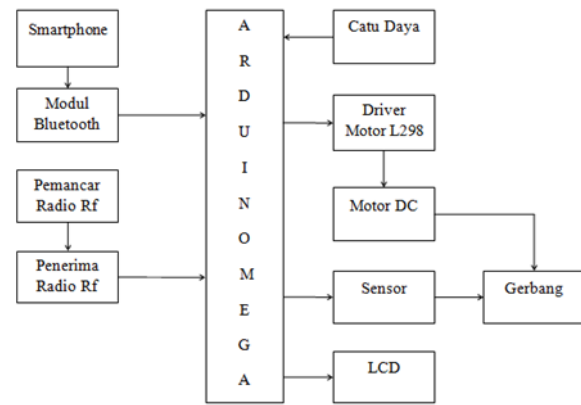 Smartphone
Modul
Bluetooth
Pemancar
Radio Rf
Penerima
Radio Rf
A
R
D
U
I
N
O
M
E
G
A
Catu Daya
Driver
Motor L298
Motor DC
Sensor
Gerbang
LCD